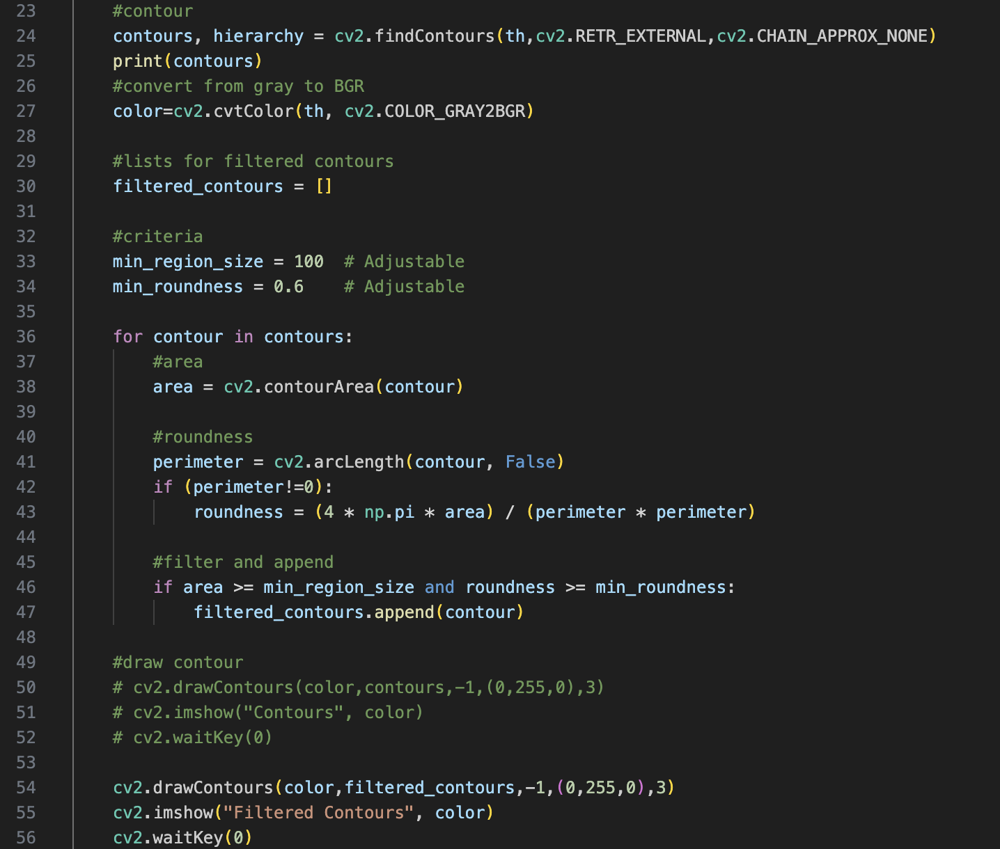 23 #contour
24 contours, hierarchy = cv2.findContours(th,cv2.RETR_EXTERNAL,cv2.CHAIN_APPROX_NONE)
25 print(contours)
26 #convert from gray to BGR
27 color=cv2.cvtColor(th, cv2.COLOR_GRAY2BGR)
28
29 #lists for filtered contours
30 filtered_contours = []
31
32 #criteria
33 min_region_size = 100  # Adjustable
34 min_roundness = 0.6    # Adjustable
35
36 for contour in contours:
37     #area
38     area = cv2.contourArea(contour)
39
40     #roundness
41     perimeter = cv2.arcLength(contour, False)
42     if (perimeter!=0):
43         roundness = (4 * np.pi * area) / (perimeter * perimeter)
44
45     #filter and append
46     if area >= min_region_size and roundness >= min_roundness:
47         filtered_contours.append(contour)
48
49 #draw contour
50 # cv2.drawContours(color,contours,-1,(0,255,0),3)
51 # cv2.imshow("Contours", color)
52 # cv2.waitKey(0)
53
54 cv2.drawContours(color,filtered_contours,-1,(0,255,0),3)
55 cv2.imshow("Filtered Contours", color)
56 cv2.waitKey(0)